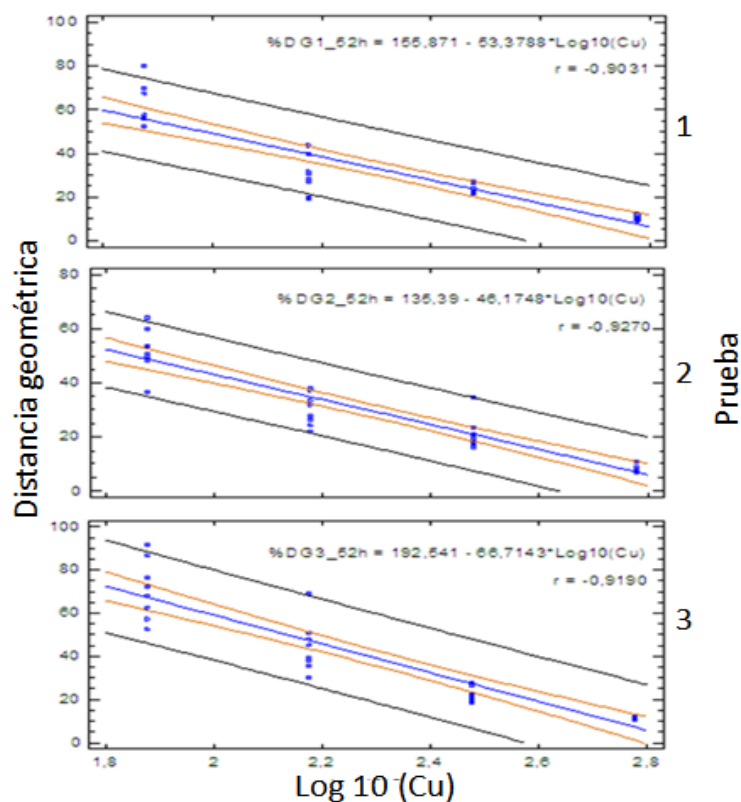 100
80
60
40
20
0
%DG1_52h = 155,871 - 53,3788*Log10(Cu)
r = -0,9031
1
80
60
40
20
0
%DG2_52h = 135,39 - 46,1748*Log10(Cu)
r = -0,9270
2
100
80
60
40
20
0
%DG3_52h = 192,541 - 66,7143*Log10(Cu)
r = -0,9190
3
Distancia geométrica
Prueba
1,8 2 2,2 2,4 2,6 2,8
Log 10 (Cu)